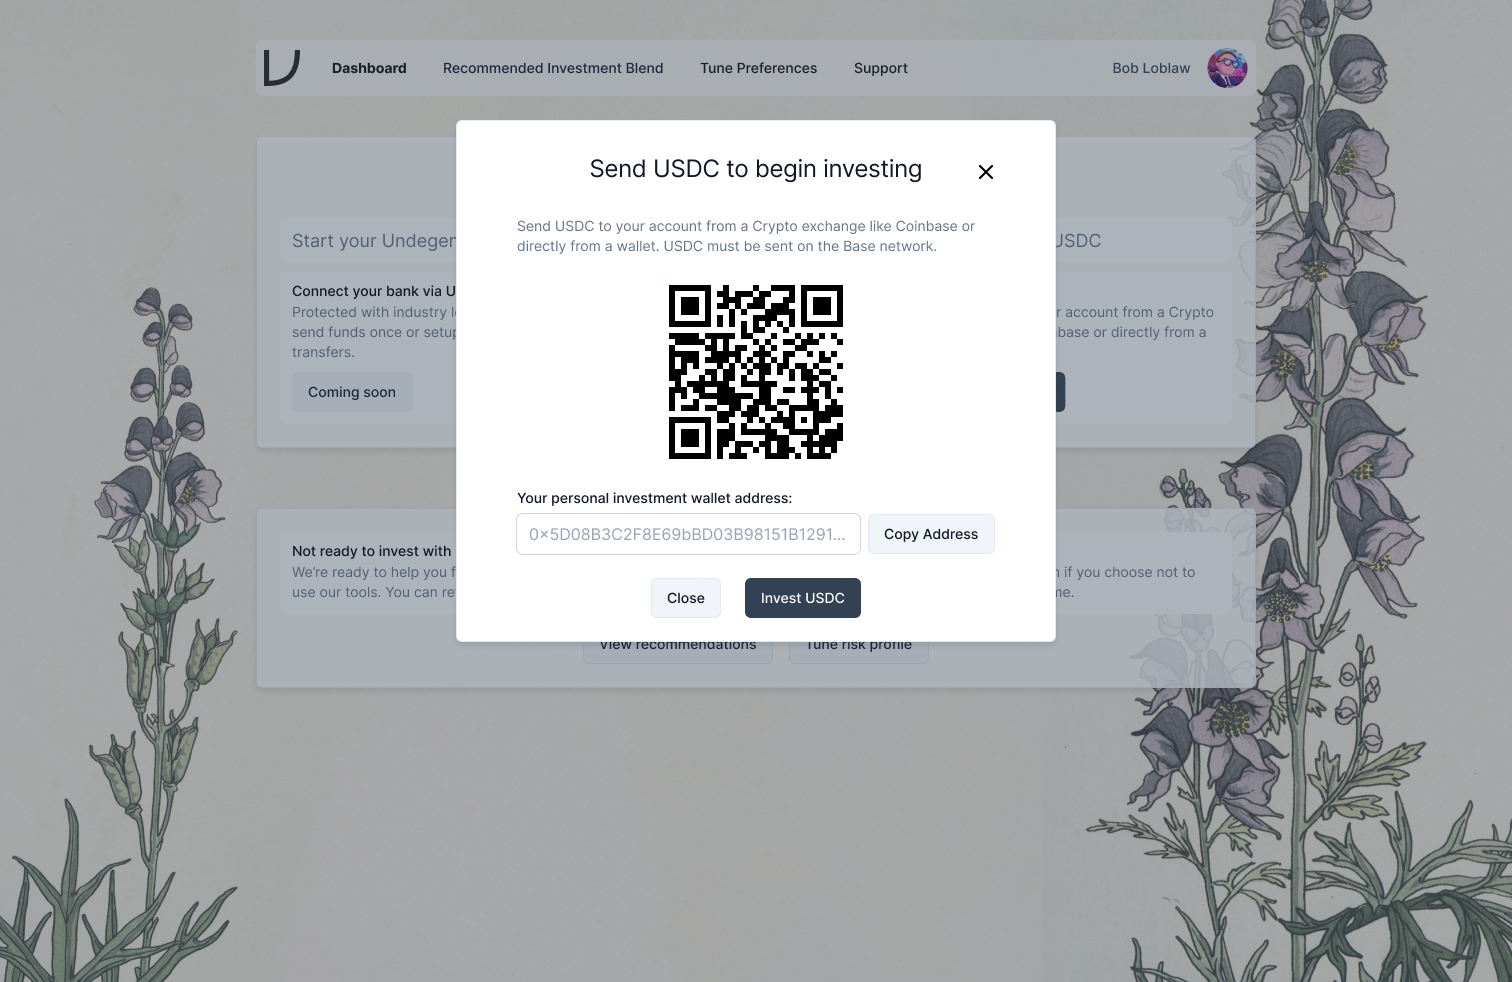 Dashboard
Recommended Investment Blend
Tune Preferences
Support
Bob Loblaw
Send USDC to begin investing
Send USDC to your account from a Crypto exchange like Coinbase or
directly from a wallet. USDC must be sent on the Base network.
Your personal investment wallet address:
0x5D08B3C2F8E69bBD03B98151B1291...
Copy Address
Close
Invest USDC
Start your Undegen
USDC
Connect your bank via U
Protected with industry l
send funds once or setup
transfers.
Coming soon
r account from a Crypto
base or directly from a
Not ready to invest with
We're ready to help you f
use our tools. You can re
if you choose not to
me.
View recommendations
Tune risk profile